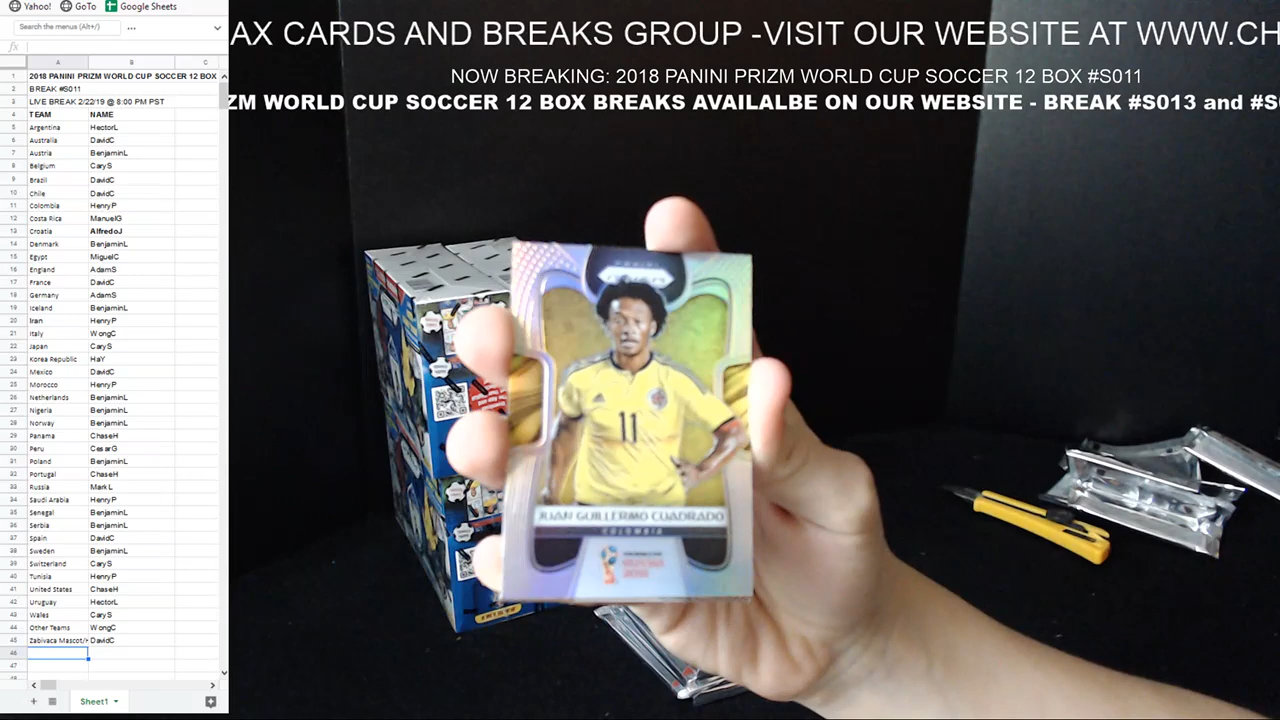 Yahoo! GoTo Google Sheets
Search the menus (Alt+/)
fx
A B C
1 2018 PANINI PRIZM WORLD CUP SOCCER 12 BOX
2 BREAK #S011
3 LIVE BREAK 2/22/19 @ 8:00 PM PST
4 TEAM NAME
5 Argentina HectorL
6 Australia DavidC
7 Austria BenjaminL
8 Belgium CaryS
9 Brazil DavidC
10 Chile DavidC
11 Colombia HenryP
12 Costa Rica ManuelG
13 Croatia AlfredoJ
14 Denmark BenjaminL
15 Egypt MiguelC
16 England AdamS
17 France DavidC
18 Germany AdamS
19 Iceland BenjaminL
20 Iran HenryP
21 Italy WongC
22 Japan CaryS
23 Korea Republic HaY
24 Mexico DavidC
25 Morocco HenryP
26 Netherlands BenjaminL
27 Nigeria BenjaminL
28 Norway BenjaminL
29 Panama ChaseH
30 Peru CesarG
31 Poland BenjaminL
32 Portugal ChaseH
33 Russia MarkL
34 Saudi Arabia HenryP
35 Senegal BenjaminL
36 Serbia BenjaminL
37 Spain DavidC
38 Sweden BenjaminL
39 Switzerland CaryS
40 Tunisia HenryP
41 United States ChaseH
42 Uruguay HectorL
43 Wales CaryS
44 Other Teams WongC
45 Zabivaca Mascot/ DavidC
46
47
Sheet1
AX CARDS AND BREAKS GROUP -VISIT OUR WEBSITE AT WWW.CH
NOW BREAKING: 2018 PANINI PRIZM WORLD CUP SOCCER 12 BOX #S011
ZM WORLD CUP SOCCER 12 BOX BREAKS AVAILALBE ON OUR WEBSITE - BREAK #S013 and #S
PANINI
PRIZM
11
JUAN GUILLERMO CUADRADO
COLOMBIA